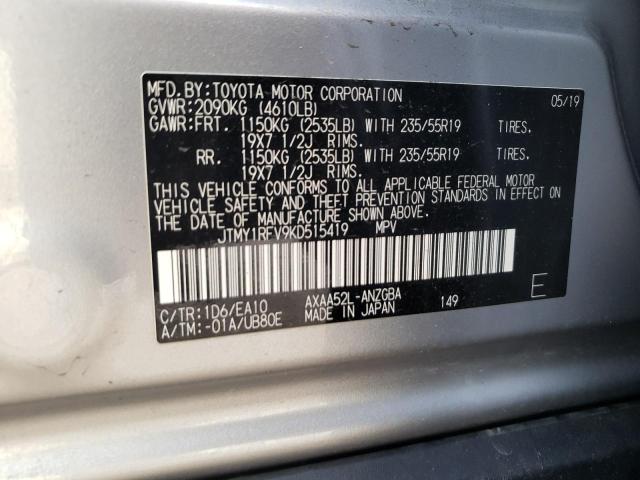 MFD. BY: TOYOTA MOTOR CORPORATION 05/19
GVWR: 2090KG (4610LB)
GAWR: FRT. 1150KG (2535LB) WITH 235/55R19 TIRES.
19X7 1/2J RIMS.
RR. 1150KG (2535LB) WITH 235/55R19 TIRES.
19X7 1/2J RIMS.
THIS VEHICLE CONFORMS TO ALL APPLICABLE FEDERAL MOTOR
VEHICLE SAFETY AND THEFT PREVENTION STANDARDS IN EFFECT ON
THE DATE OF MANUFACTURE SHOWN ABOVE.
JTMY1RFV9KD515419 MPV
C/TR: 1D6/EA10 AXAA52L-ANZGBA 149 E
A/TM: -01A/UB80E MADE IN JAPAN